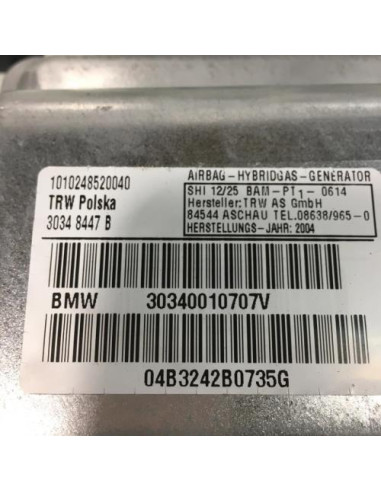 1010248520040
TRW Polska
3034 8447 B
AIRBAG-HYBRIDGAS-GENERATOR
SHI 12/25 BAM-PT1-0614
Hersteller:TRW AS GmbH
84544 ASCHAU TEL.08638/965-0
HERSTELLUNGS-JAHR: 2004
BMW 30340010707V
04B3242B0735G